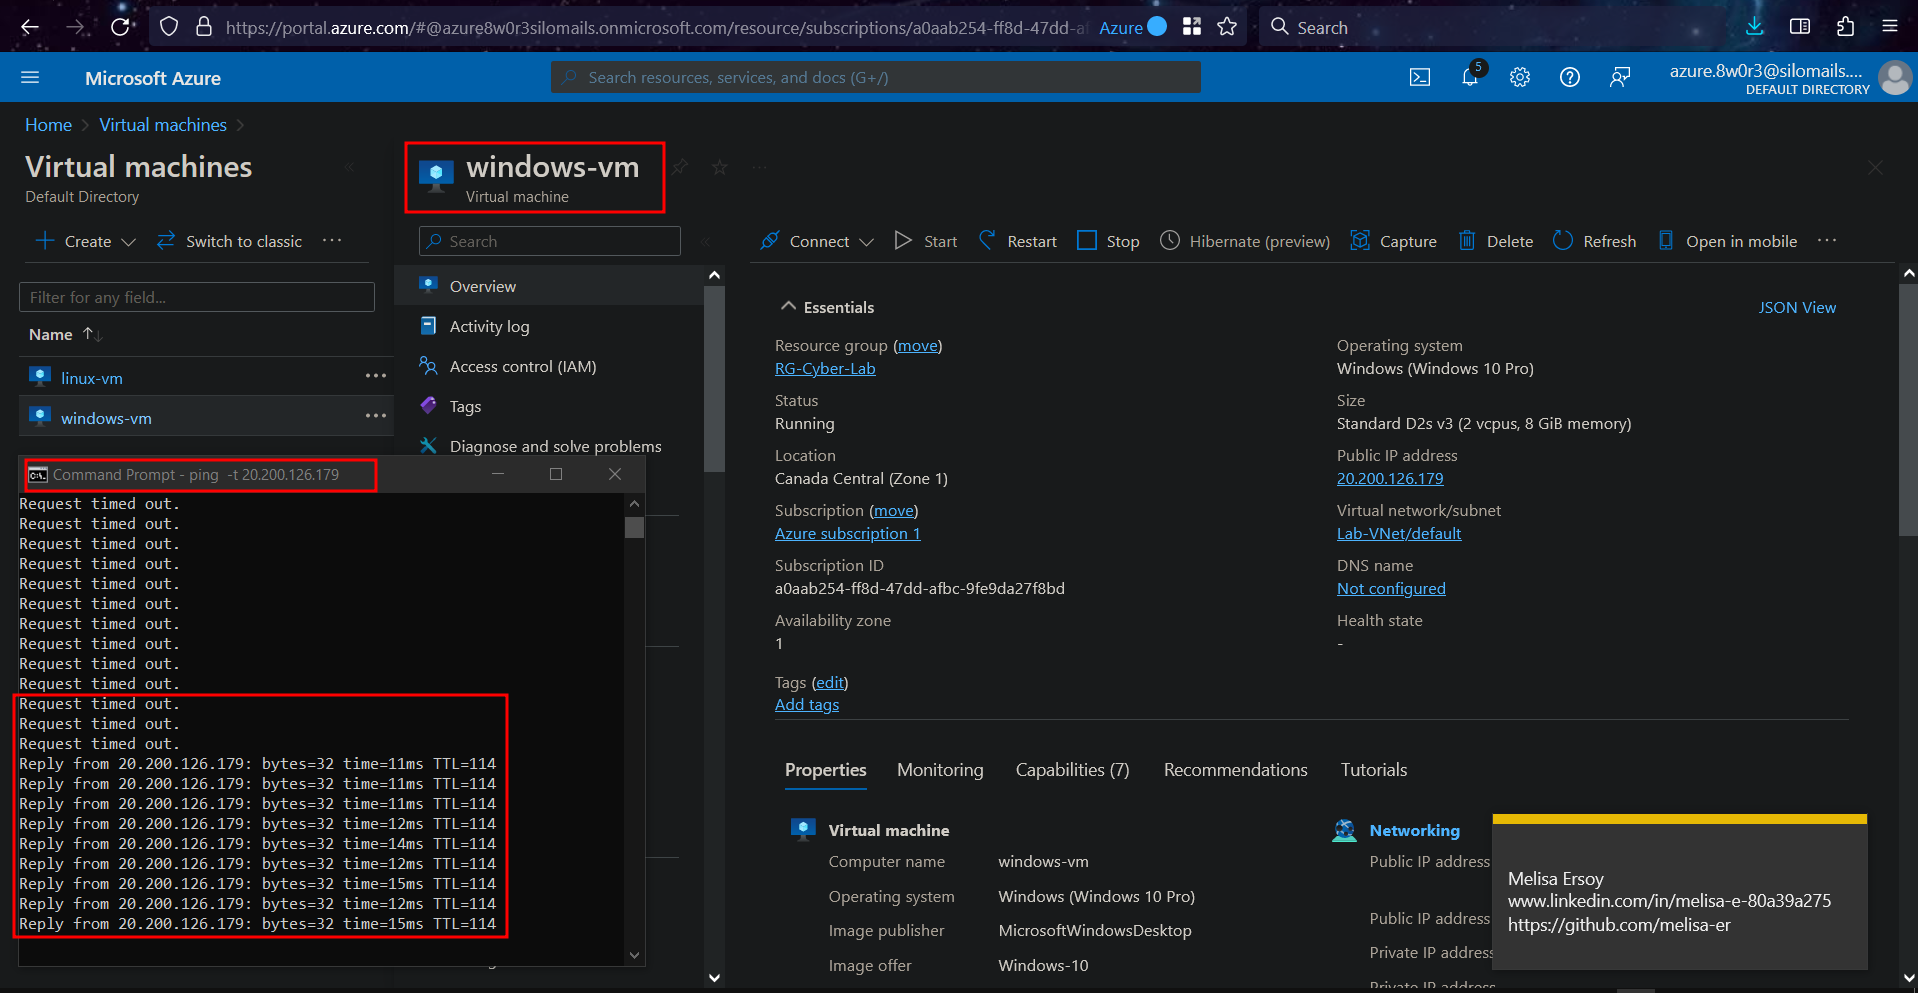 https://portal.azure.com/#@azure8w0r3silomails.onmicrosoft.com/resource/subscriptions/a0aab254-ff8d-47dd-af
Azure
Search
Microsoft Azure
Search resources, services, and docs (G+/)
5
azure.8w0r3@silomails....
DEFAULT DIRECTORY
Home > Virtual machines >
Virtual machines
Default Directory
windows-vm
Virtual machine
Create
Switch to classic
Filter for any field...
Name
linux-vm
windows-vm
Search
Overview
Activity log
Access control (IAM)
Tags
Diagnose and solve problems
Connect
Start
Restart
Stop
Hibernate (preview)
Capture
Delete
Refresh
Open in mobile
Essentials
JSON View
Resource group (move)
RG-Cyber-Lab
Status
Running
Location
Canada Central (Zone 1)
Subscription (move)
Azure subscription 1
Subscription ID
a0aab254-ff8d-47dd-afbc-9fe9da27f8bd
Availability zone
1
Tags (edit)
Add tags
Operating system
Windows (Windows 10 Pro)
Size
Standard D2s v3 (2 vcpus, 8 GiB memory)
Public IP address
20.200.126.179
Virtual network/subnet
Lab-VNet/default
DNS name
Not configured
Health state
-
Command Prompt - ping -t 20.200.126.179
Request timed out.
Request timed out.
Request timed out.
Request timed out.
Request timed out.
Request timed out.
Request timed out.
Request timed out.
Request timed out.
Request timed out.
Request timed out.
Request timed out.
Request timed out.
Reply from 20.200.126.179: bytes=32 time=11ms TTL=114
Reply from 20.200.126.179: bytes=32 time=11ms TTL=114
Reply from 20.200.126.179: bytes=32 time=11ms TTL=114
Reply from 20.200.126.179: bytes=32 time=12ms TTL=114
Reply from 20.200.126.179: bytes=32 time=14ms TTL=114
Reply from 20.200.126.179: bytes=32 time=12ms TTL=114
Reply from 20.200.126.179: bytes=32 time=15ms TTL=114
Reply from 20.200.126.179: bytes=32 time=12ms TTL=114
Reply from 20.200.126.179: bytes=32 time=15ms TTL=114
Properties
Monitoring
Capabilities (7)
Recommendations
Tutorials
Virtual machine
Computer name windows-vm
Operating system Windows (Windows 10 Pro)
Image publisher MicrosoftWindowsDesktop
Image offer Windows-10
Networking
Public IP address
Public IP address
Private IP address
Private IP address
Melisa Ersoy
www.linkedin.com/in/melisa-e-80a39a275
https://github.com/melisa-er